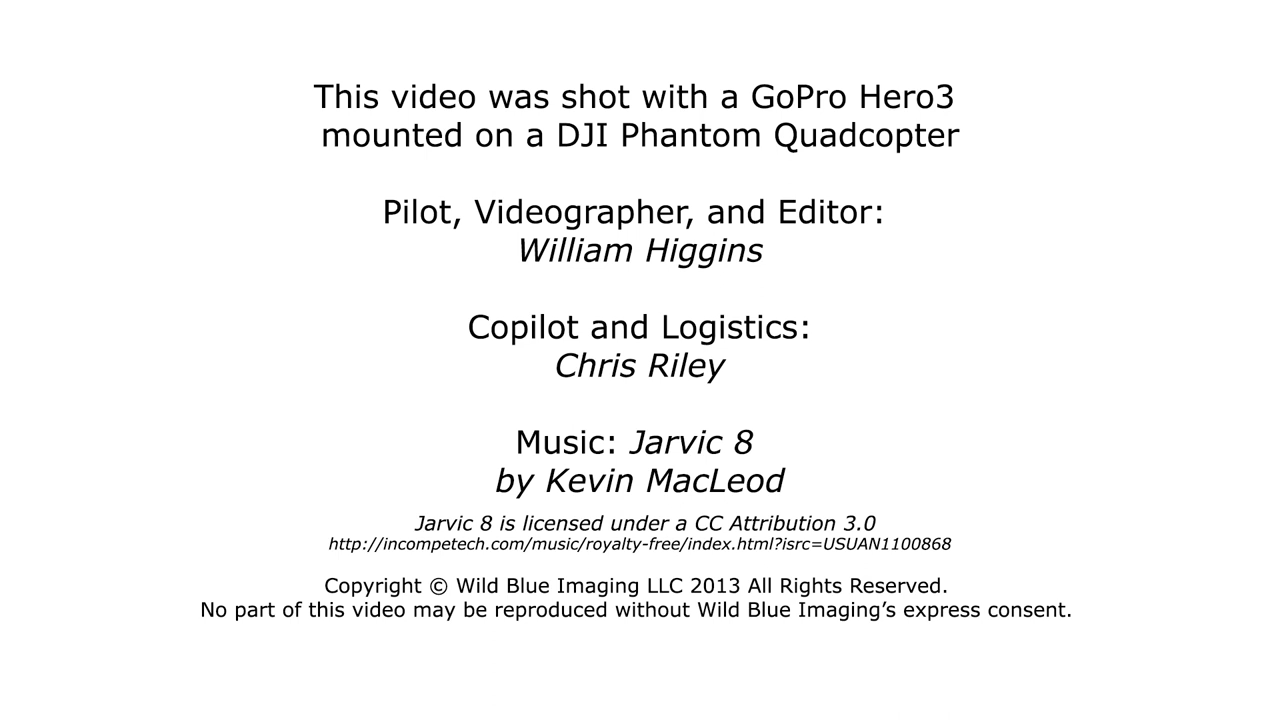 This video was shot with a GoPro Hero3
mounted on a DJI Phantom Quadcopter
Pilot, Videographer, and Editor:
William Higgins
Copilot and Logistics:
Chris Riley
Music: Jarvic 8
by Kevin MacLeod
Jarvic 8 is licensed under a CC Attribution 3.0
http://incompetech.com/music/royalty-free/index.html?isrc=USUAN1100868
Copyright © Wild Blue Imaging LLC 2013 All Rights Reserved.
No part of this video may be reproduced without Wild Blue Imaging’s express consent.